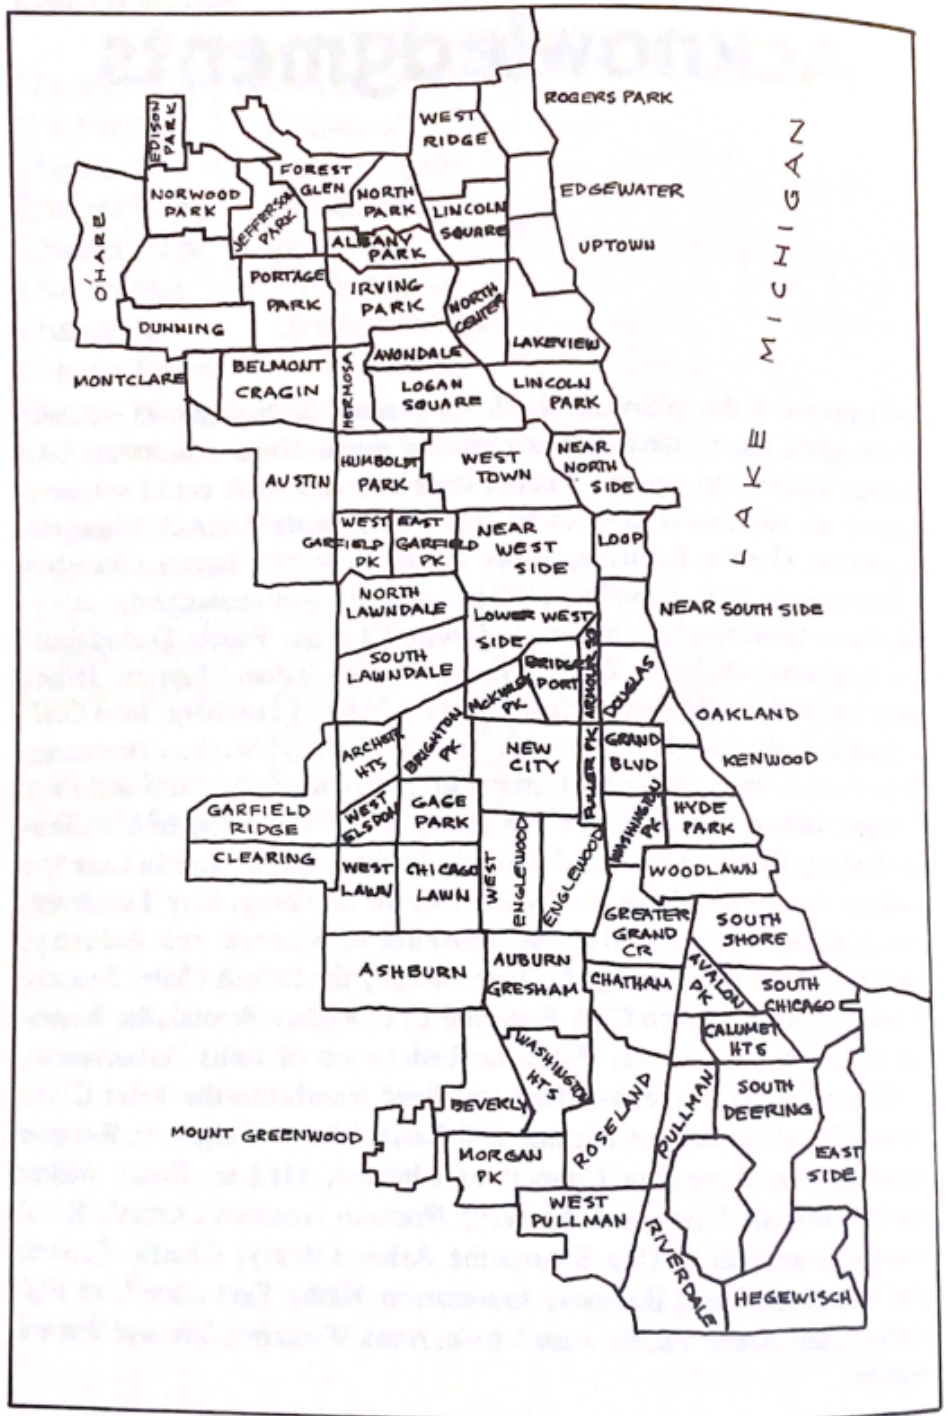 ROGERS PARK
WEST
RIDGE
EDISON
PARK
FOREST
GLEN
NORWOOD
PARK
JEFFERSON
PARK
NORTH
PARK
LINCOLN
SQUARE
EDGEWATER
UPTOWN
ALBANY
PARK
O'HARE
PORTAGE
PARK
IRVING
PARK
NORTH
CENTER
DUNNING
LAKEVIEW
MONTCLARE
BELMONT
CRAGIN
HERMOSA
AVONDALE
LOGAN
SQUARE
LINCOLN
PARK
LAKE MICHIGAN
AUSTIN
HUMBOLDT
PARK
WEST
TOWN
NEAR
NORTH
SIDE
WEST
GARFIELD
PK
EAST
GARFIELD
PK
NEAR
WEST
SIDE
LOOP
NORTH
LAWNDALE
LOWER WEST
SIDE
NEAR SOUTH SIDE
SOUTH
LAWNDALE
BRIDGE
PORT
ARMOUR SQ
DOUGLAS
MCKINLEY
PK
OAKLAND
ARCHER
HTS
BRIGHTON
PK
NEW
CITY
FULLER PK
GRAND
BLVD
KENWOOD
GARFIELD
RIDGE
WEST
ELSDON
GAGE
PARK
WASHINGTON
PK
HYDE
PARK
CLEARING
WEST
LAWN
CHICAGO
LAWN
WEST
ENGLEWOOD
ENGLEWOOD
WOODLAWN
GREATER
GRAND
CR
SOUTH
SHORE
ASHBURN
AUBURN
GRESHAM
CHATHAM
AVALON
PK
SOUTH
CHICAGO
CALUMET
HTS
WASHINGTON
HTS
BEVERLY
ROSELAND
PULLMAN
SOUTH
DEERING
EAST
SIDE
MOUNT GREENWOOD
MORGAN
PK
WEST
PULLMAN
RIVERDALE
HEGEWISCH